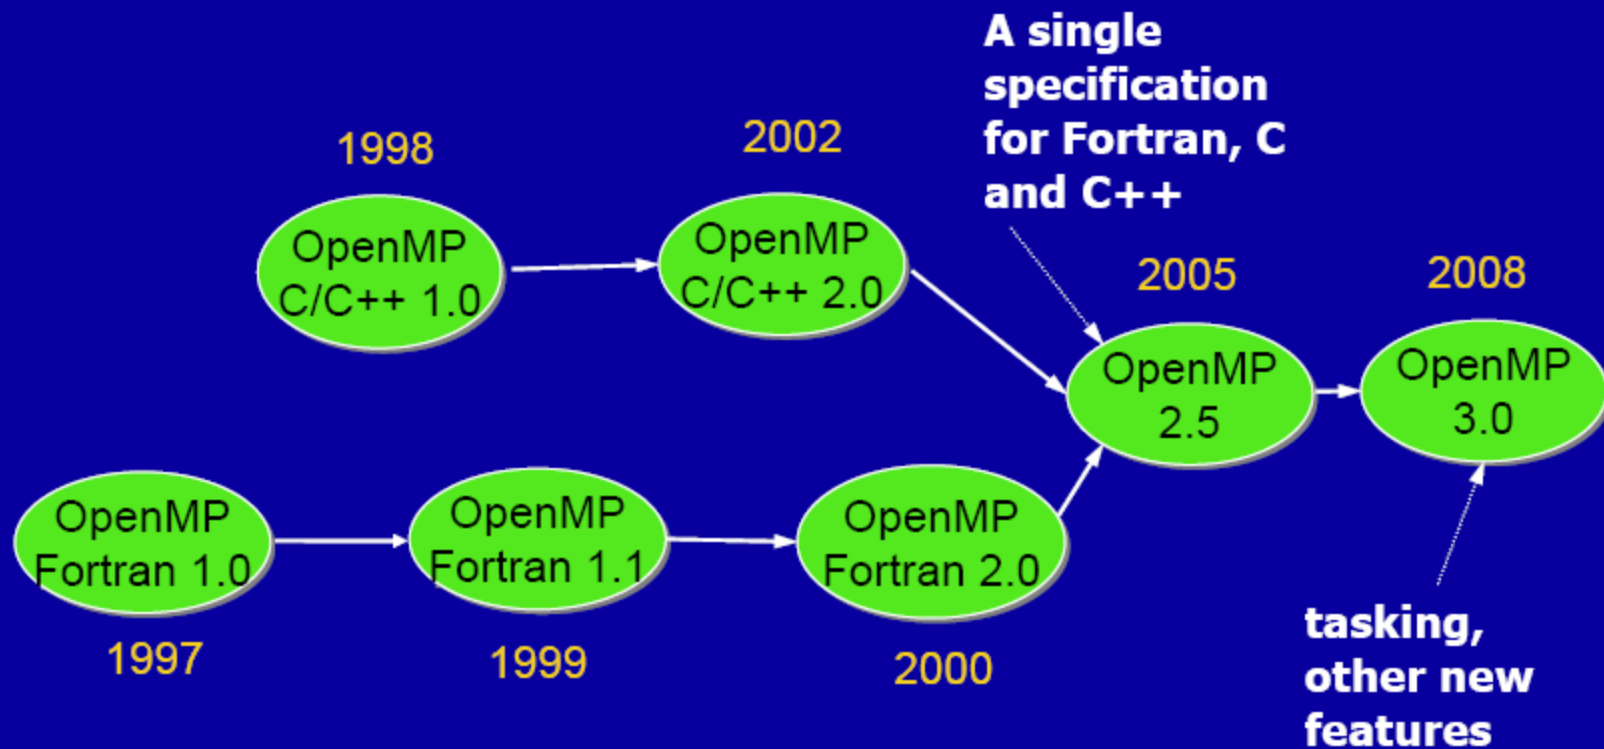 A single
specification
for Fortran, C
and C++
1998
2002
OpenMP
C/C++ 1.0
OpenMP
C/C++ 2.0
2005
2008
OpenMP
2.5
OpenMP
3.0
OpenMP
Fortran 1.0
OpenMP
Fortran 1.1
OpenMP
Fortran 2.0
1997
1999
2000
tasking,
other new
features